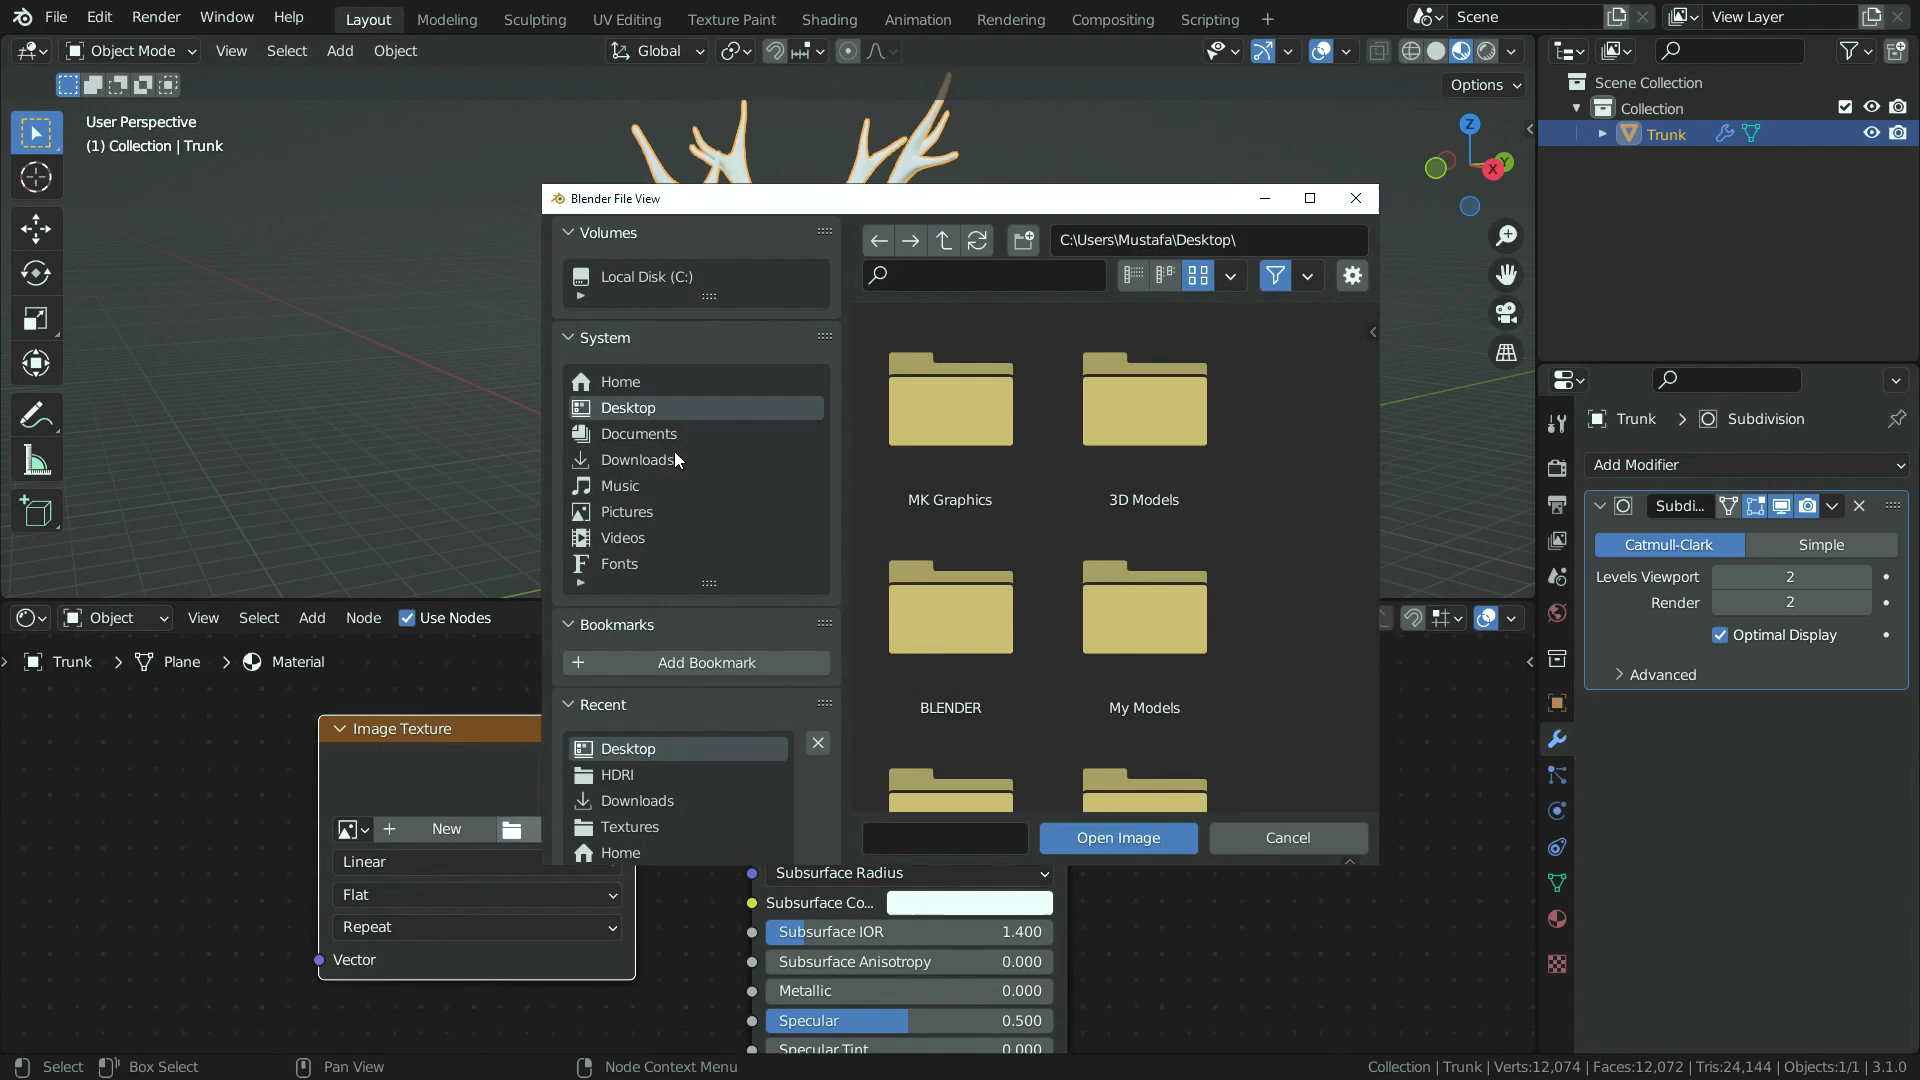 File Edit Render Window Help Layout Modeling Sculpting UV Editing Texture Paint Shading Animation Rendering Compositing Scripting + Scene View Layer
Object Mode View Select Add Object Global
Options
User Perspective
(1) Collection | Trunk
Z
Y
X
Scene Collection
Collection
Trunk
Blender File View
Volumes
Local Disk (C:)
System
Home
Desktop
Documents
Downloads
Music
Pictures
Videos
Fonts
Bookmarks
Add Bookmark
Recent
Desktop
HDRI
Downloads
Textures
Home
C:\Users\Mustafa\Desktop\
MK Graphics
3D Models
BLENDER
My Models
Open Image
Cancel
Trunk > Subdivision
Add Modifier
Subdi...
Catmull-Clark Simple
Levels Viewport 2
Render 2
Optimal Display
Advanced
Object View Select Add Node Use Nodes
Trunk > Plane > Material
Image Texture
New
Linear
Flat
Repeat
Vector
Subsurface Radius
Subsurface Co...
Subsurface IOR 1.400
Subsurface Anisotropy 0.000
Metallic 0.000
Specular 0.500
Specular Tint 0.000
Select Box Select Pan View Node Context Menu Collection | Trunk | Verts:12,074 | Faces:12,072 | Tris:24,144 | Objects:1/1 | 3.1.0